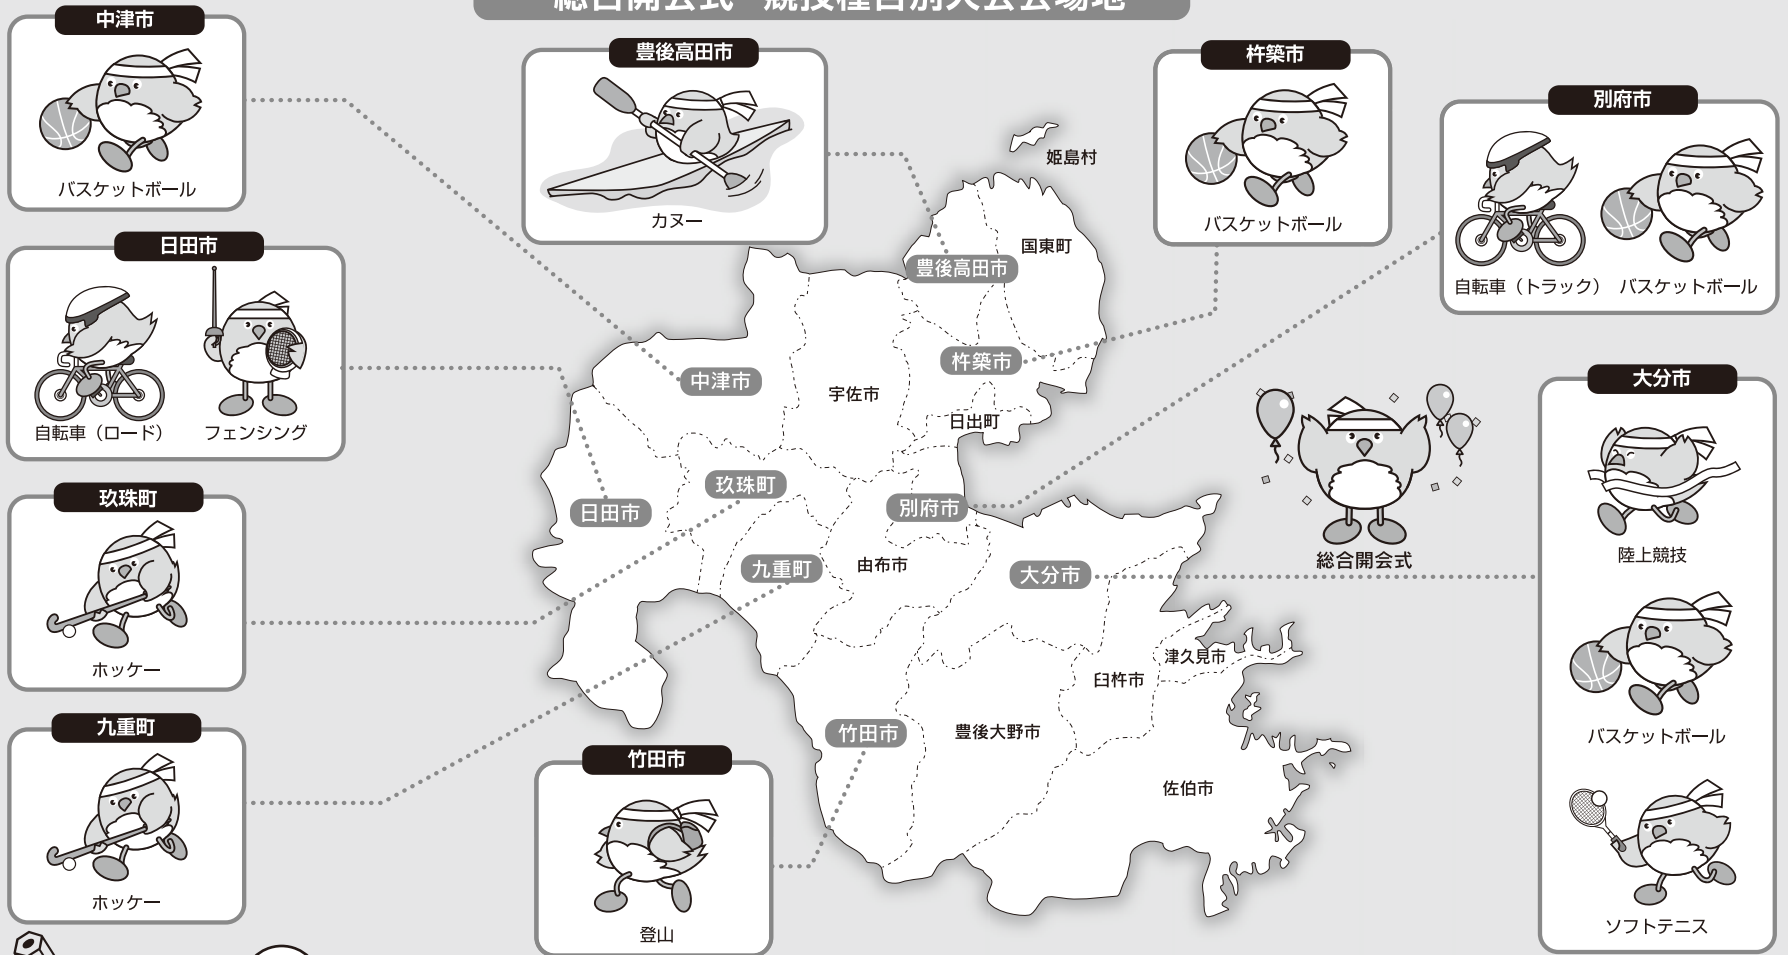 総合開会式 競技種目別大会会場地
中津市
バスケットボール
豊後高田市
カヌー
杵築市
バスケットボール
別府市
自転車（トラック）
バスケットボール
日田市
自転車（ロード）
フェンシング
玖珠町
ホッケー
九重町
ホッケー
竹田市
登山
大分市
陸上競技
バスケットボール
ソフトテニス
総合開会式
姫島村
国東町
豊後高田市
杵築市
中津市
宇佐市
日出町
玖珠町
日田市
別府市
九重町
由布市
大分市
津久見市
臼杵市
竹田市
豊後大野市
佐伯市